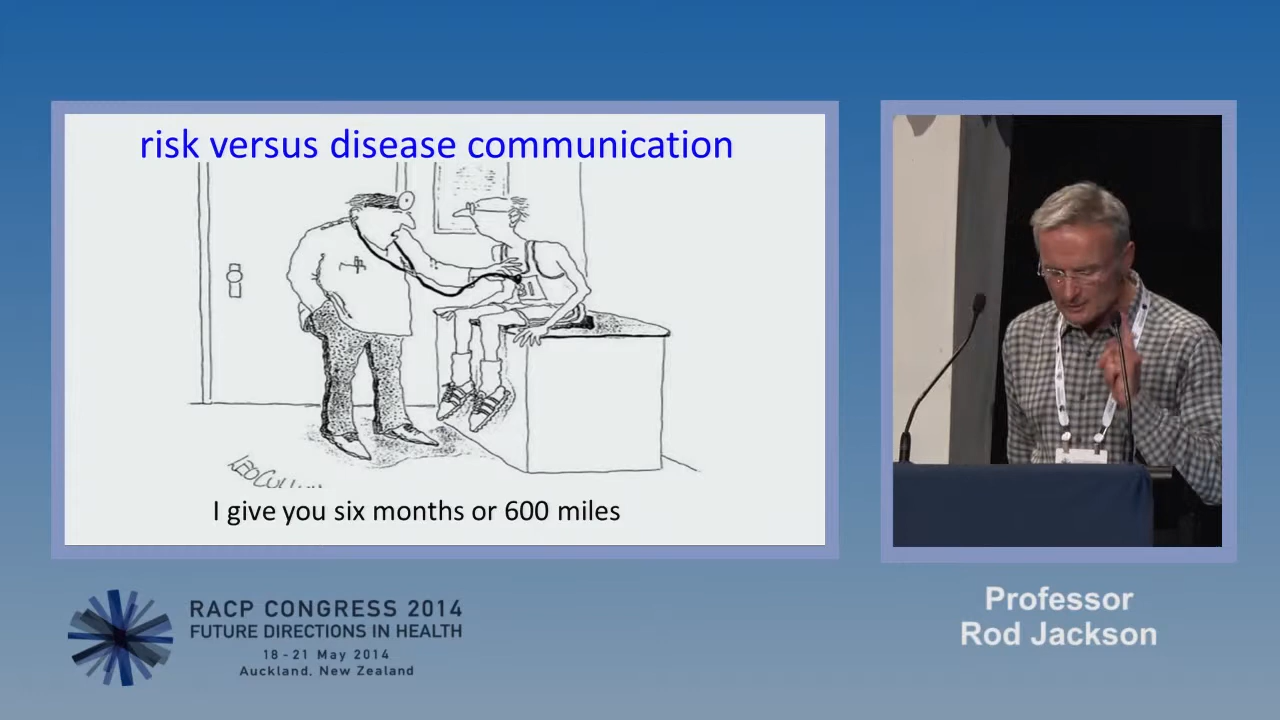 risk versus disease communication
I give you six months or 600 miles
RACP CONGRESS 2014
FUTURE DIRECTIONS IN HEALTH
18 - 21 May 2014
Auckland, New Zealand
Professor
Rod Jackson